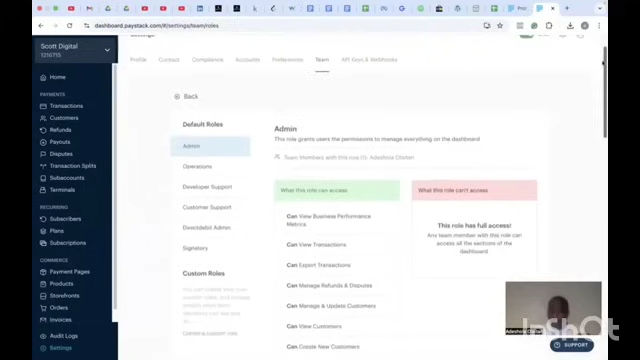 dashboard.paystack.com/#/settings/team/roles
Scott Digital
1210715
Settings
Profile Contact Compliance Accounts Preferences Team API Keys & Webhooks
Home
PAYMENTS
Transactions
Customers
Refunds
Payouts
Disputes
Transaction Splits
Subaccounts
Terminals
RECURRING
Subscribers
Plans
Subscriptions
COMMERCE
Payment Pages
Products
Storefronts
Orders
Invoices
Audit Logs
Settings
Back
Default Roles
Admin
Operations
Developer Support
Customer Support
Directdebit Admin
Signatory
Custom Roles
Admin
This role grants users the permissions to manage everything on the dashboard
Team Members with this role (1): Adeshola
What this role can access
Can View Business Performance
Metrics
Can View Transactions
Can Export Transactions
Can Manage Refunds & Disputes
Can Manage & Update Customers
Can View Customers
Can Create New Customers
What this role can't access
This role has full access!
Any team member with this role can
access all the sections of the
dashboard
Adeshola
SUPPORT